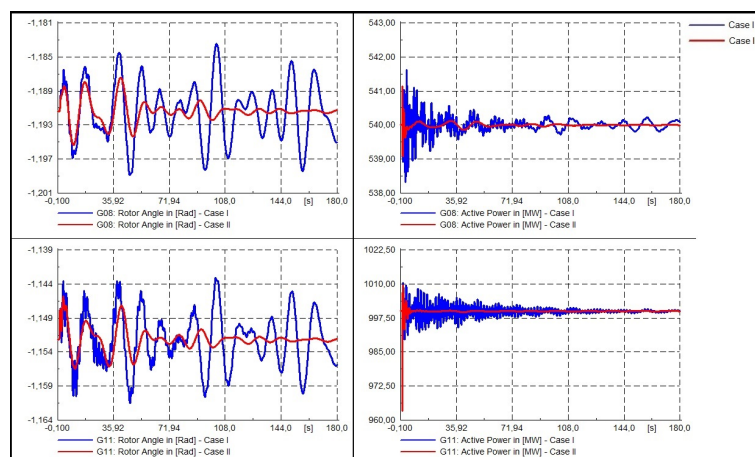 -1,181
-1,185
-1,189
-1,193
-1,197
-1,201
-0,100 35,92 71,94 108,0 144,0 [s] 180,0
G08: Rotor Angle in [Rad] - Case I
G08: Rotor Angle in [Rad] - Case II
543,00
542,00
541,00
540,00
539,00
538,00
-0,100 35,92 71,94 108,0 144,0 [s] 180,0
G08: Active Power in [MW] - Case I
G08: Active Power in [MW] - Case II
Case I
Case I
-1,139
-1,144
-1,149
-1,154
-1,159
-1,164
-0,100 35,92 71,94 108,0 144,0 [s] 180,0
G11: Rotor Angle in [Rad] - Case I
G11: Rotor Angle in [Rad] - Case II
1022,50
1010,00
997,50
985,00
972,50
960,00
-0,100 35,92 71,94 108,0 144,0 [s] 180,0
G11: Active Power in [MW] - Case I
G11: Active Power in [MW] - Case II